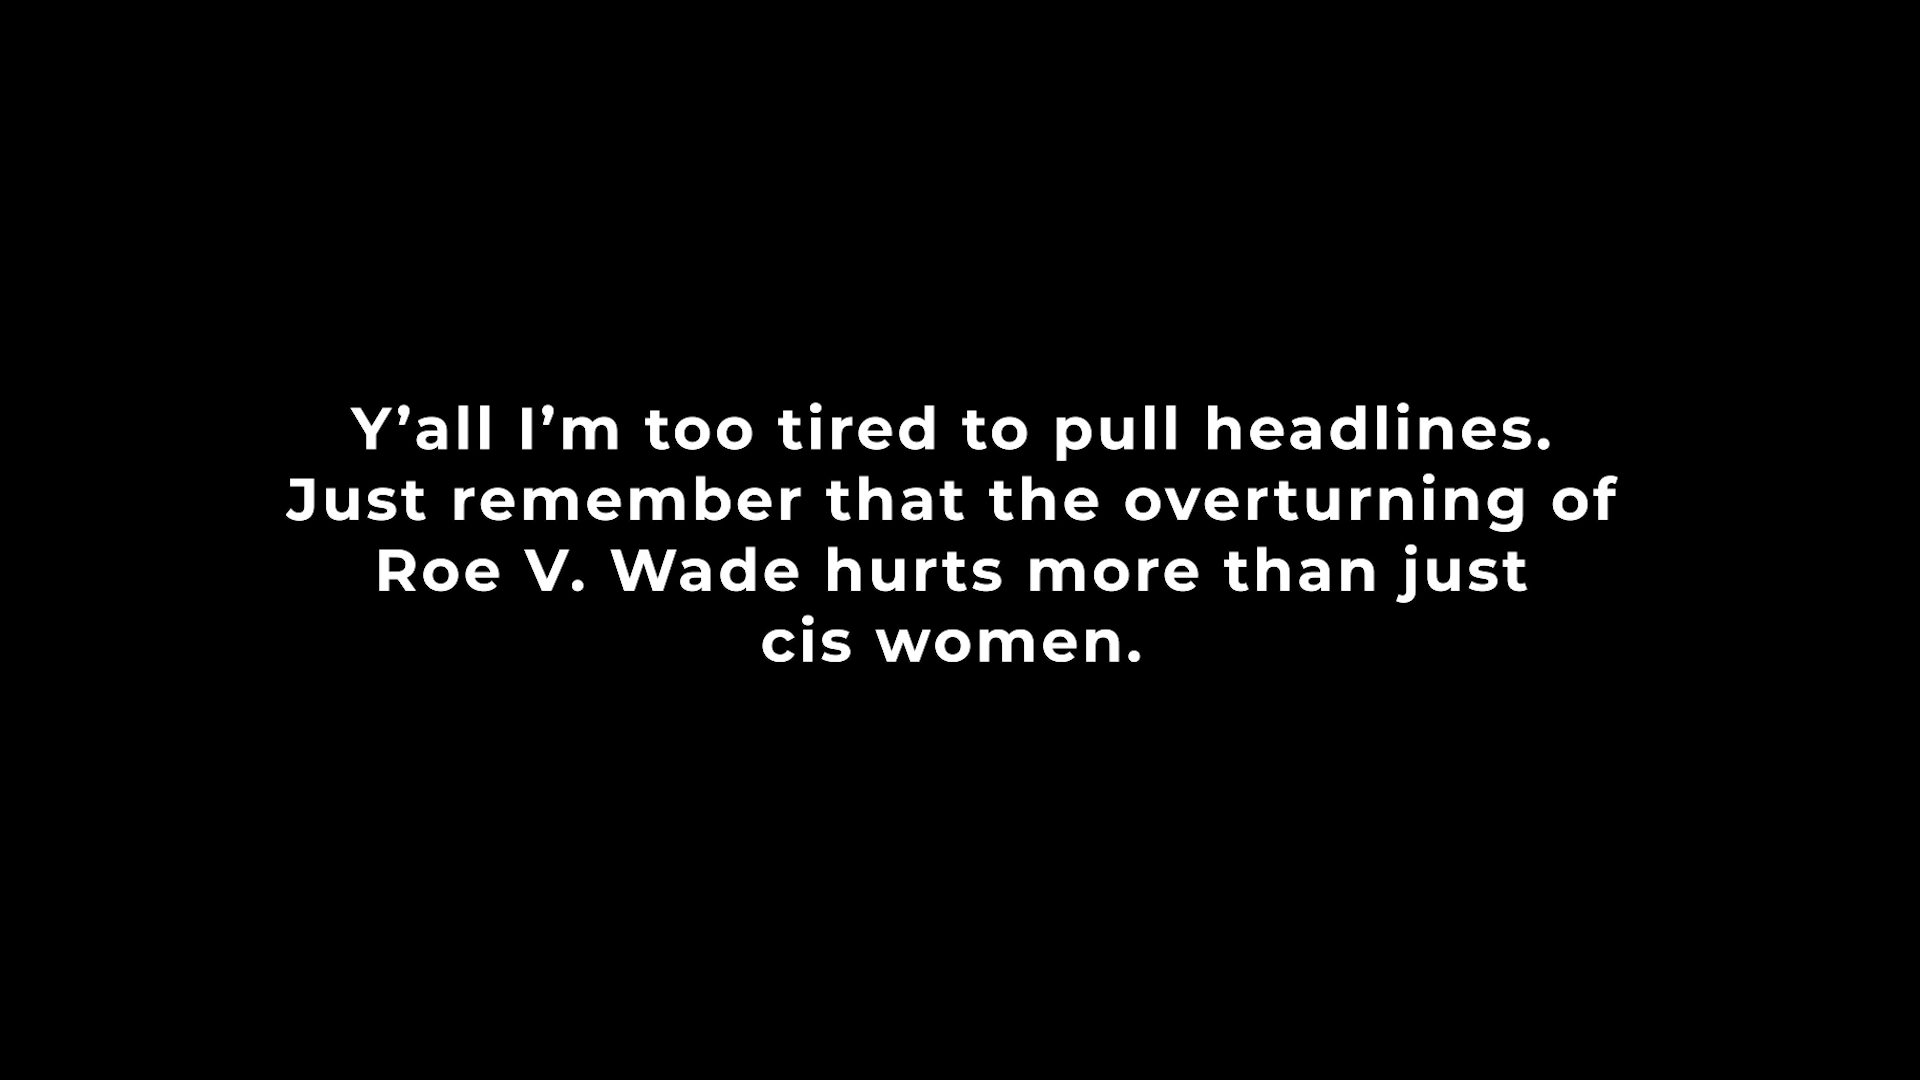 Y’all I’m too tired to pull headlines.
Just remember that the overturning of
Roe V. Wade hurts more than just
cis women.